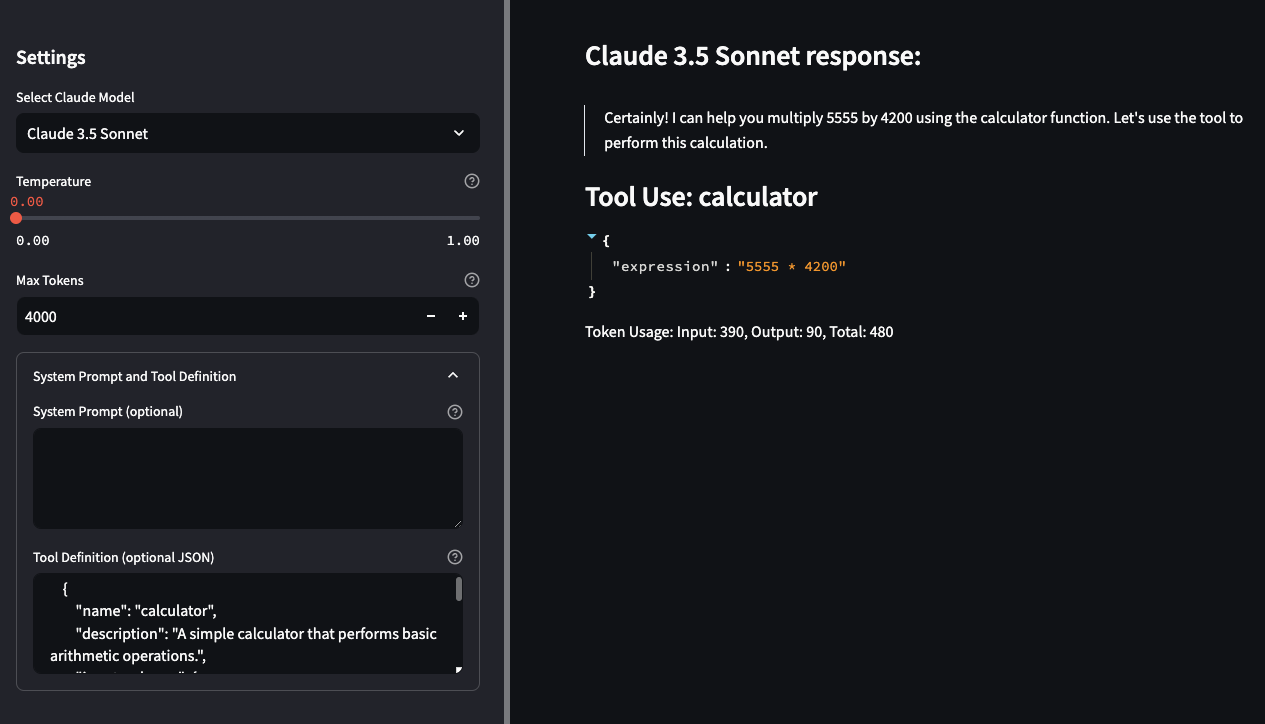 Settings
Select Claude Model
Claude 3.5 Sonnet
Temperature
0.00
0.00 1.00
Max Tokens
4000
System Prompt and Tool Definition
System Prompt (optional)
Tool Definition (optional JSON)
{
"name": "calculator",
"description": "A simple calculator that performs basic
arithmetic operations.",
Claude 3.5 Sonnet response:
Certainly! I can help you multiply 5555 by 4200 using the calculator function. Let's use the tool to
perform this calculation.
Tool Use: calculator
{
"expression" : "5555 * 4200"
}
Token Usage: Input: 390, Output: 90, Total: 480